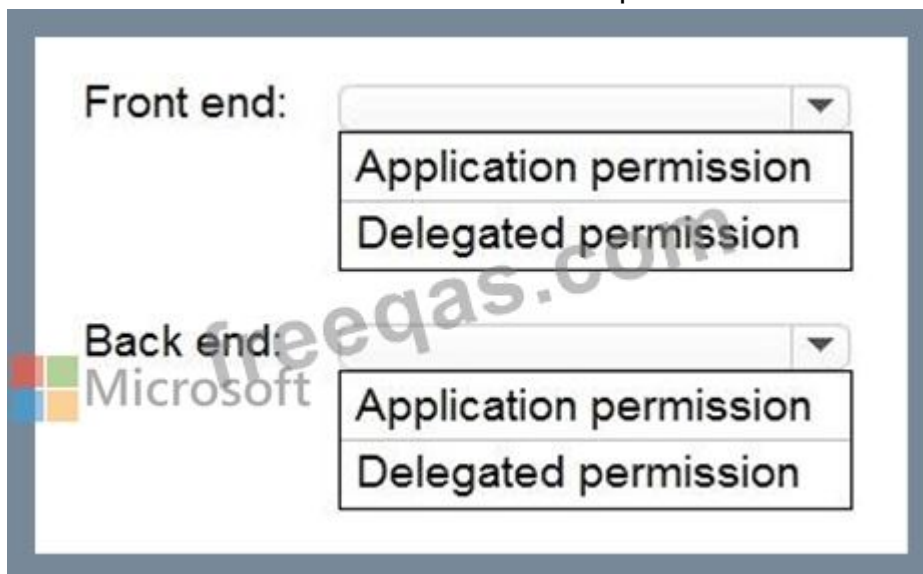 Front end:
Application permission
Delegated permission
freeqas.com
Back end:
Microsoft
Application permission
Delegated permission